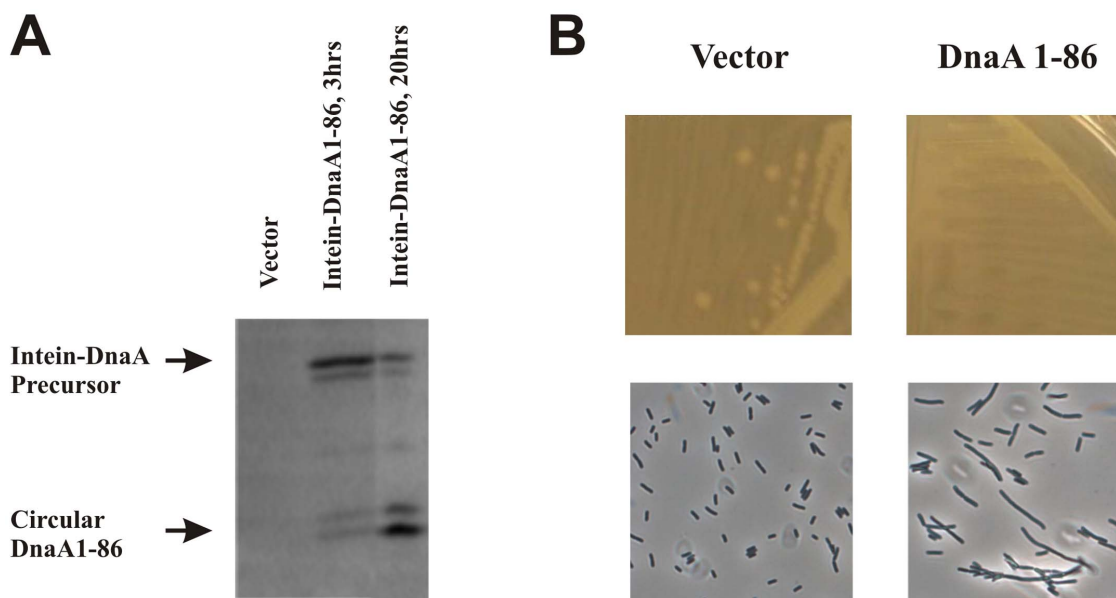 A
Vector
Intein-DnaA1-86, 3hrs
Intein-DnaA1-86, 20hrs
Intein-DnaA
Precursor
Circular
DnaA1-86
B
Vector
DnaA 1-86